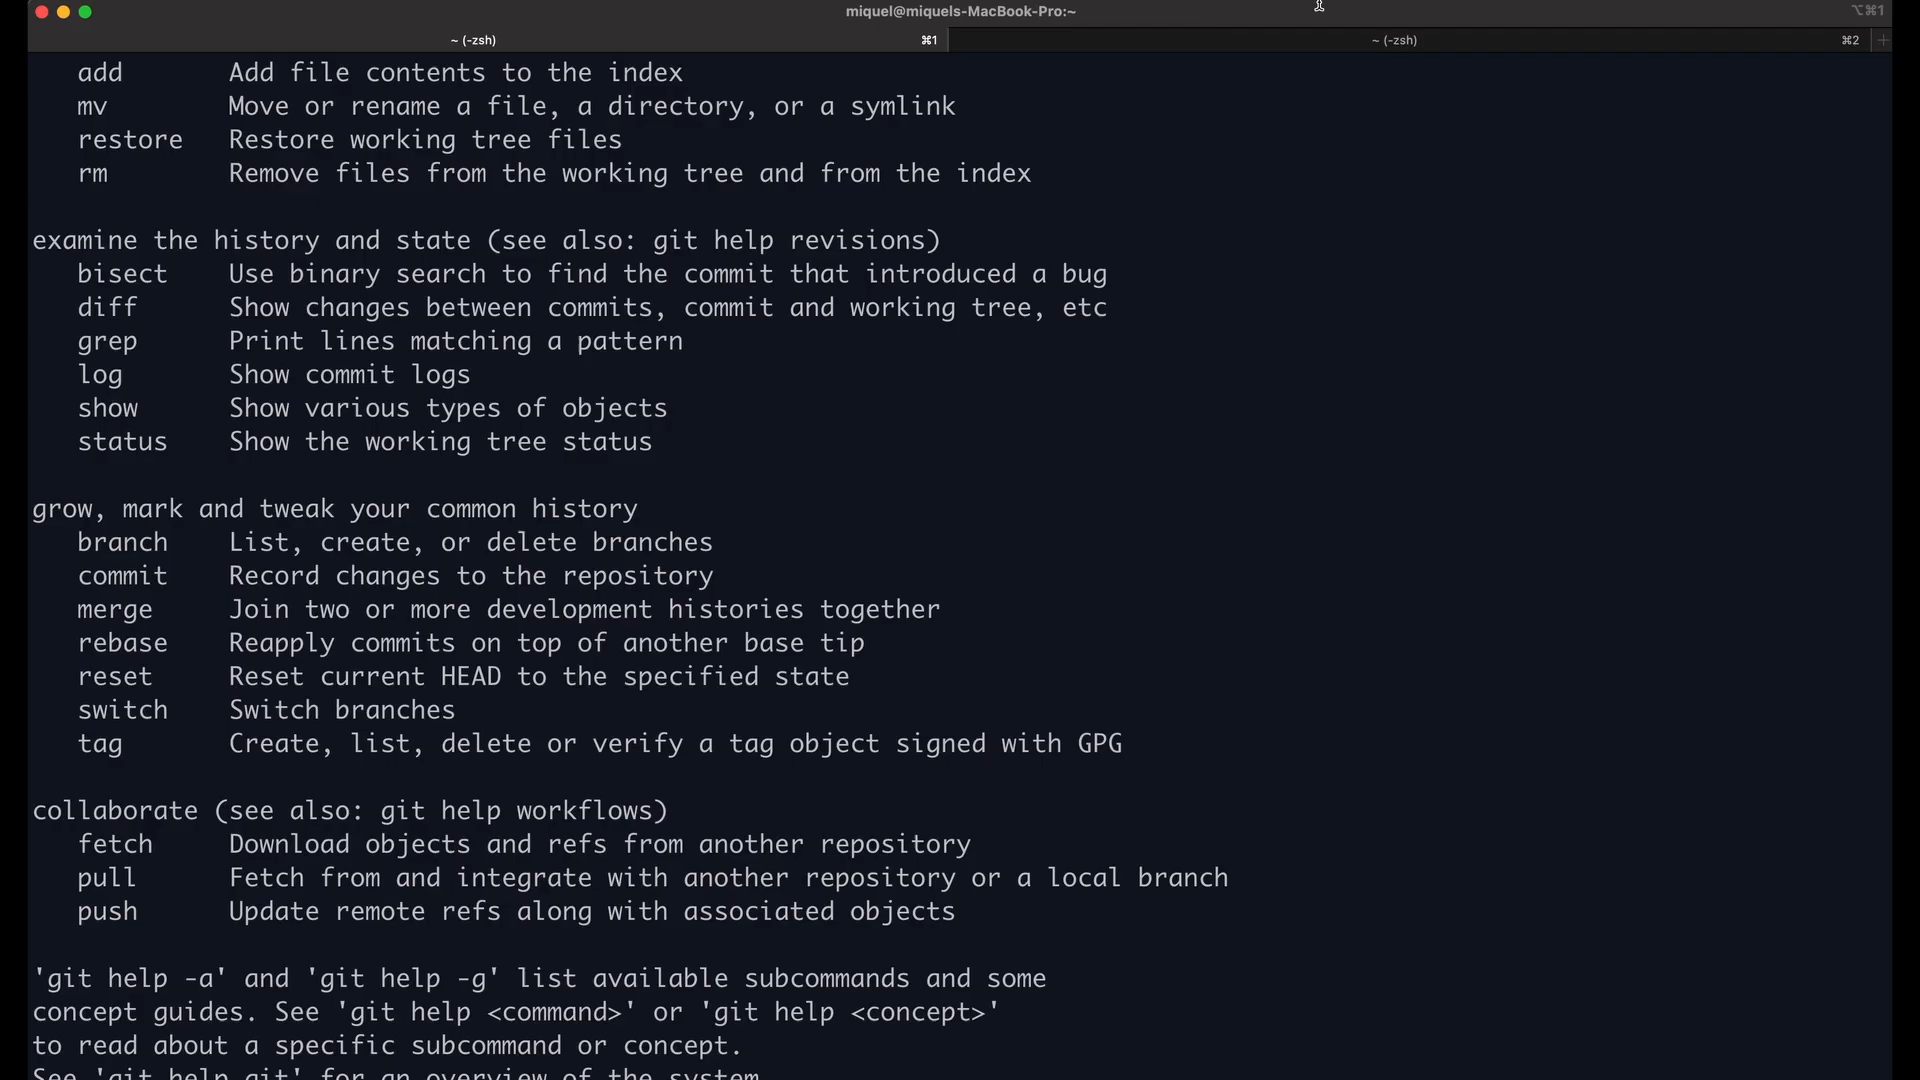 miquel@miquels-MacBook-Pro:~
⌥⌘1
~ (-zsh) ⌘1 ~ (-zsh) ⌘2 +
add Add file contents to the index
mv Move or rename a file, a directory, or a symlink
restore Restore working tree files
rm Remove files from the working tree and from the index
examine the history and state (see also: git help revisions)
bisect Use binary search to find the commit that introduced a bug
diff Show changes between commits, commit and working tree, etc
grep Print lines matching a pattern
log Show commit logs
show Show various types of objects
status Show the working tree status
grow, mark and tweak your common history
branch List, create, or delete branches
commit Record changes to the repository
merge Join two or more development histories together
rebase Reapply commits on top of another base tip
reset Reset current HEAD to the specified state
switch Switch branches
tag Create, list, delete or verify a tag object signed with GPG
collaborate (see also: git help workflows)
fetch Download objects and refs from another repository
pull Fetch from and integrate with another repository or a local branch
push Update remote refs along with associated objects
'git help -a' and 'git help -g' list available subcommands and some
concept guides. See 'git help <command>' or 'git help <concept>'
to read about a specific subcommand or concept.
See 'git help git' for an overview of the system.